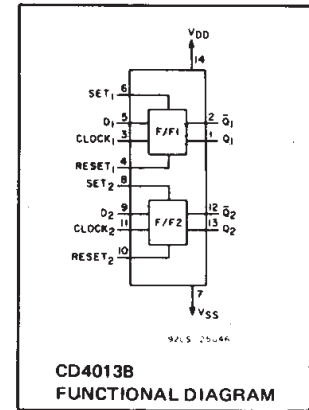 VDD
14
SET1 6
D1 5 F/F1 2 Q̅1
CLOCK1 3 1 Q1
RESET1 4
SET2 8
D2 9 F/F2 12 Q̅2
CLOCK2 11 13 Q2
RESET2 10
7
VSS
CD4013B
FUNCTIONAL DIAGRAM